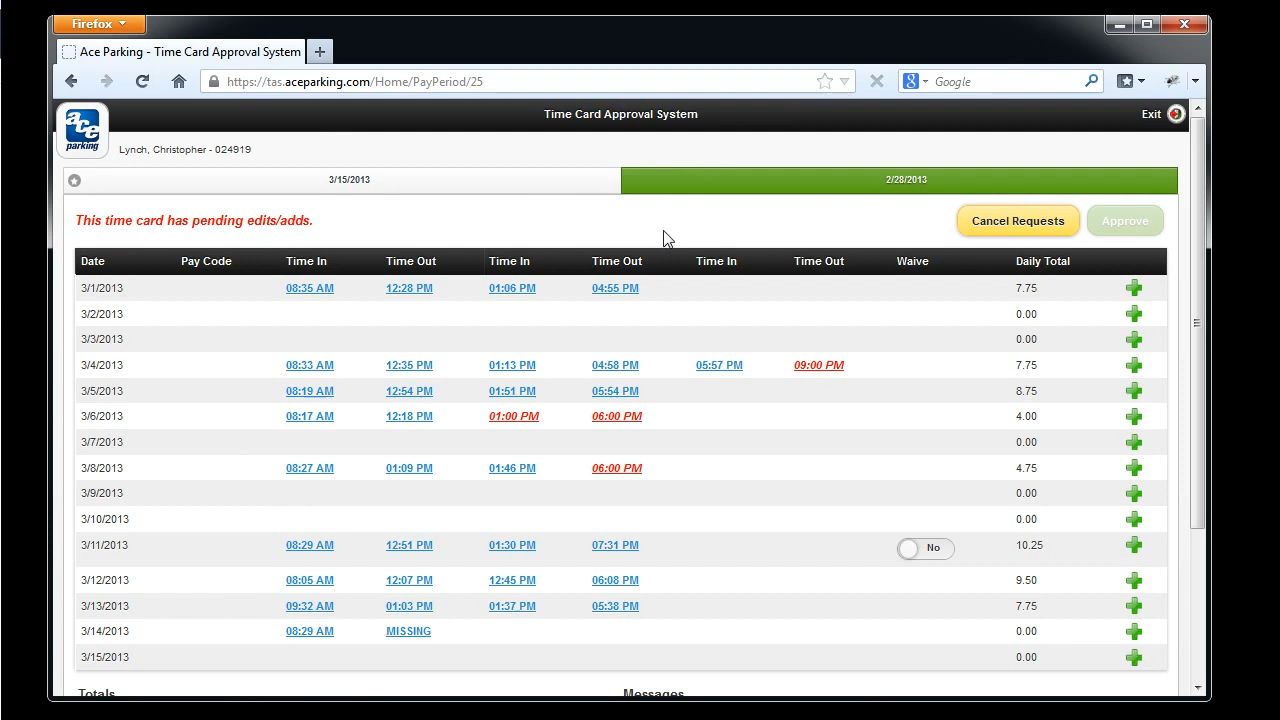 Firefox
Ace Parking - Time Card Approval System
https://tas.aceparking.com/Home/PayPeriod/25
Google
Time Card Approval System
Exit
ace parking
Lynch, Christopher - 024919
3/15/2013 2/28/2013
This time card has pending edits/adds.
Cancel Requests Approve
Date Pay Code Time In Time Out Time In Time Out Time In Time Out Waive Daily Total
3/1/2013 08:35 AM 12:28 PM 01:06 PM 04:55 PM 7.75
3/2/2013 0.00
3/3/2013 0.00
3/4/2013 08:33 AM 12:35 PM 01:13 PM 04:58 PM 05:57 PM 09:00 PM 7.75
3/5/2013 08:19 AM 12:54 PM 01:51 PM 05:54 PM 8.75
3/6/2013 08:17 AM 12:18 PM 01:00 PM 06:00 PM 4.00
3/7/2013 0.00
3/8/2013 08:27 AM 01:09 PM 01:46 PM 06:00 PM 4.75
3/9/2013 0.00
3/10/2013 0.00
3/11/2013 08:29 AM 12:51 PM 01:30 PM 07:31 PM No 10.25
3/12/2013 08:05 AM 12:07 PM 12:45 PM 06:08 PM 9.50
3/13/2013 09:32 AM 01:03 PM 01:37 PM 05:38 PM 7.75
3/14/2013 08:29 AM MISSING 0.00
3/15/2013 0.00
Totals Messages